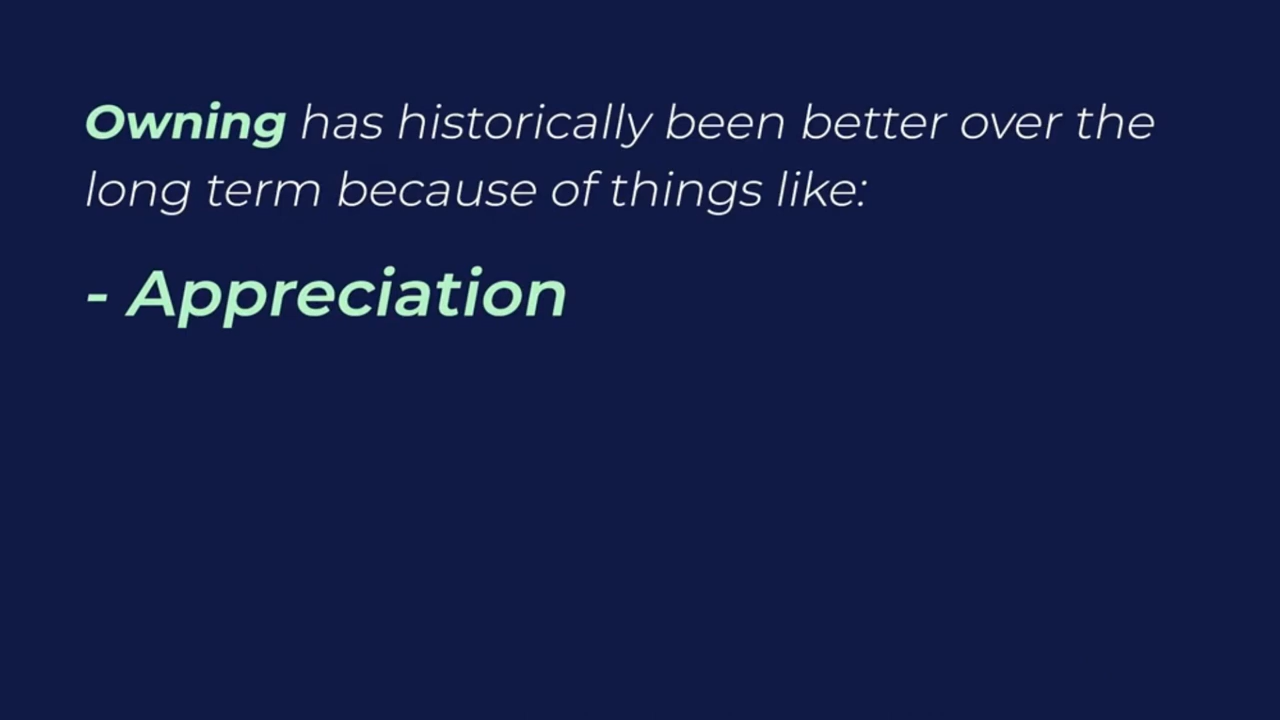 Owning has historically been better over the
long term because of things like:
- Appreciation